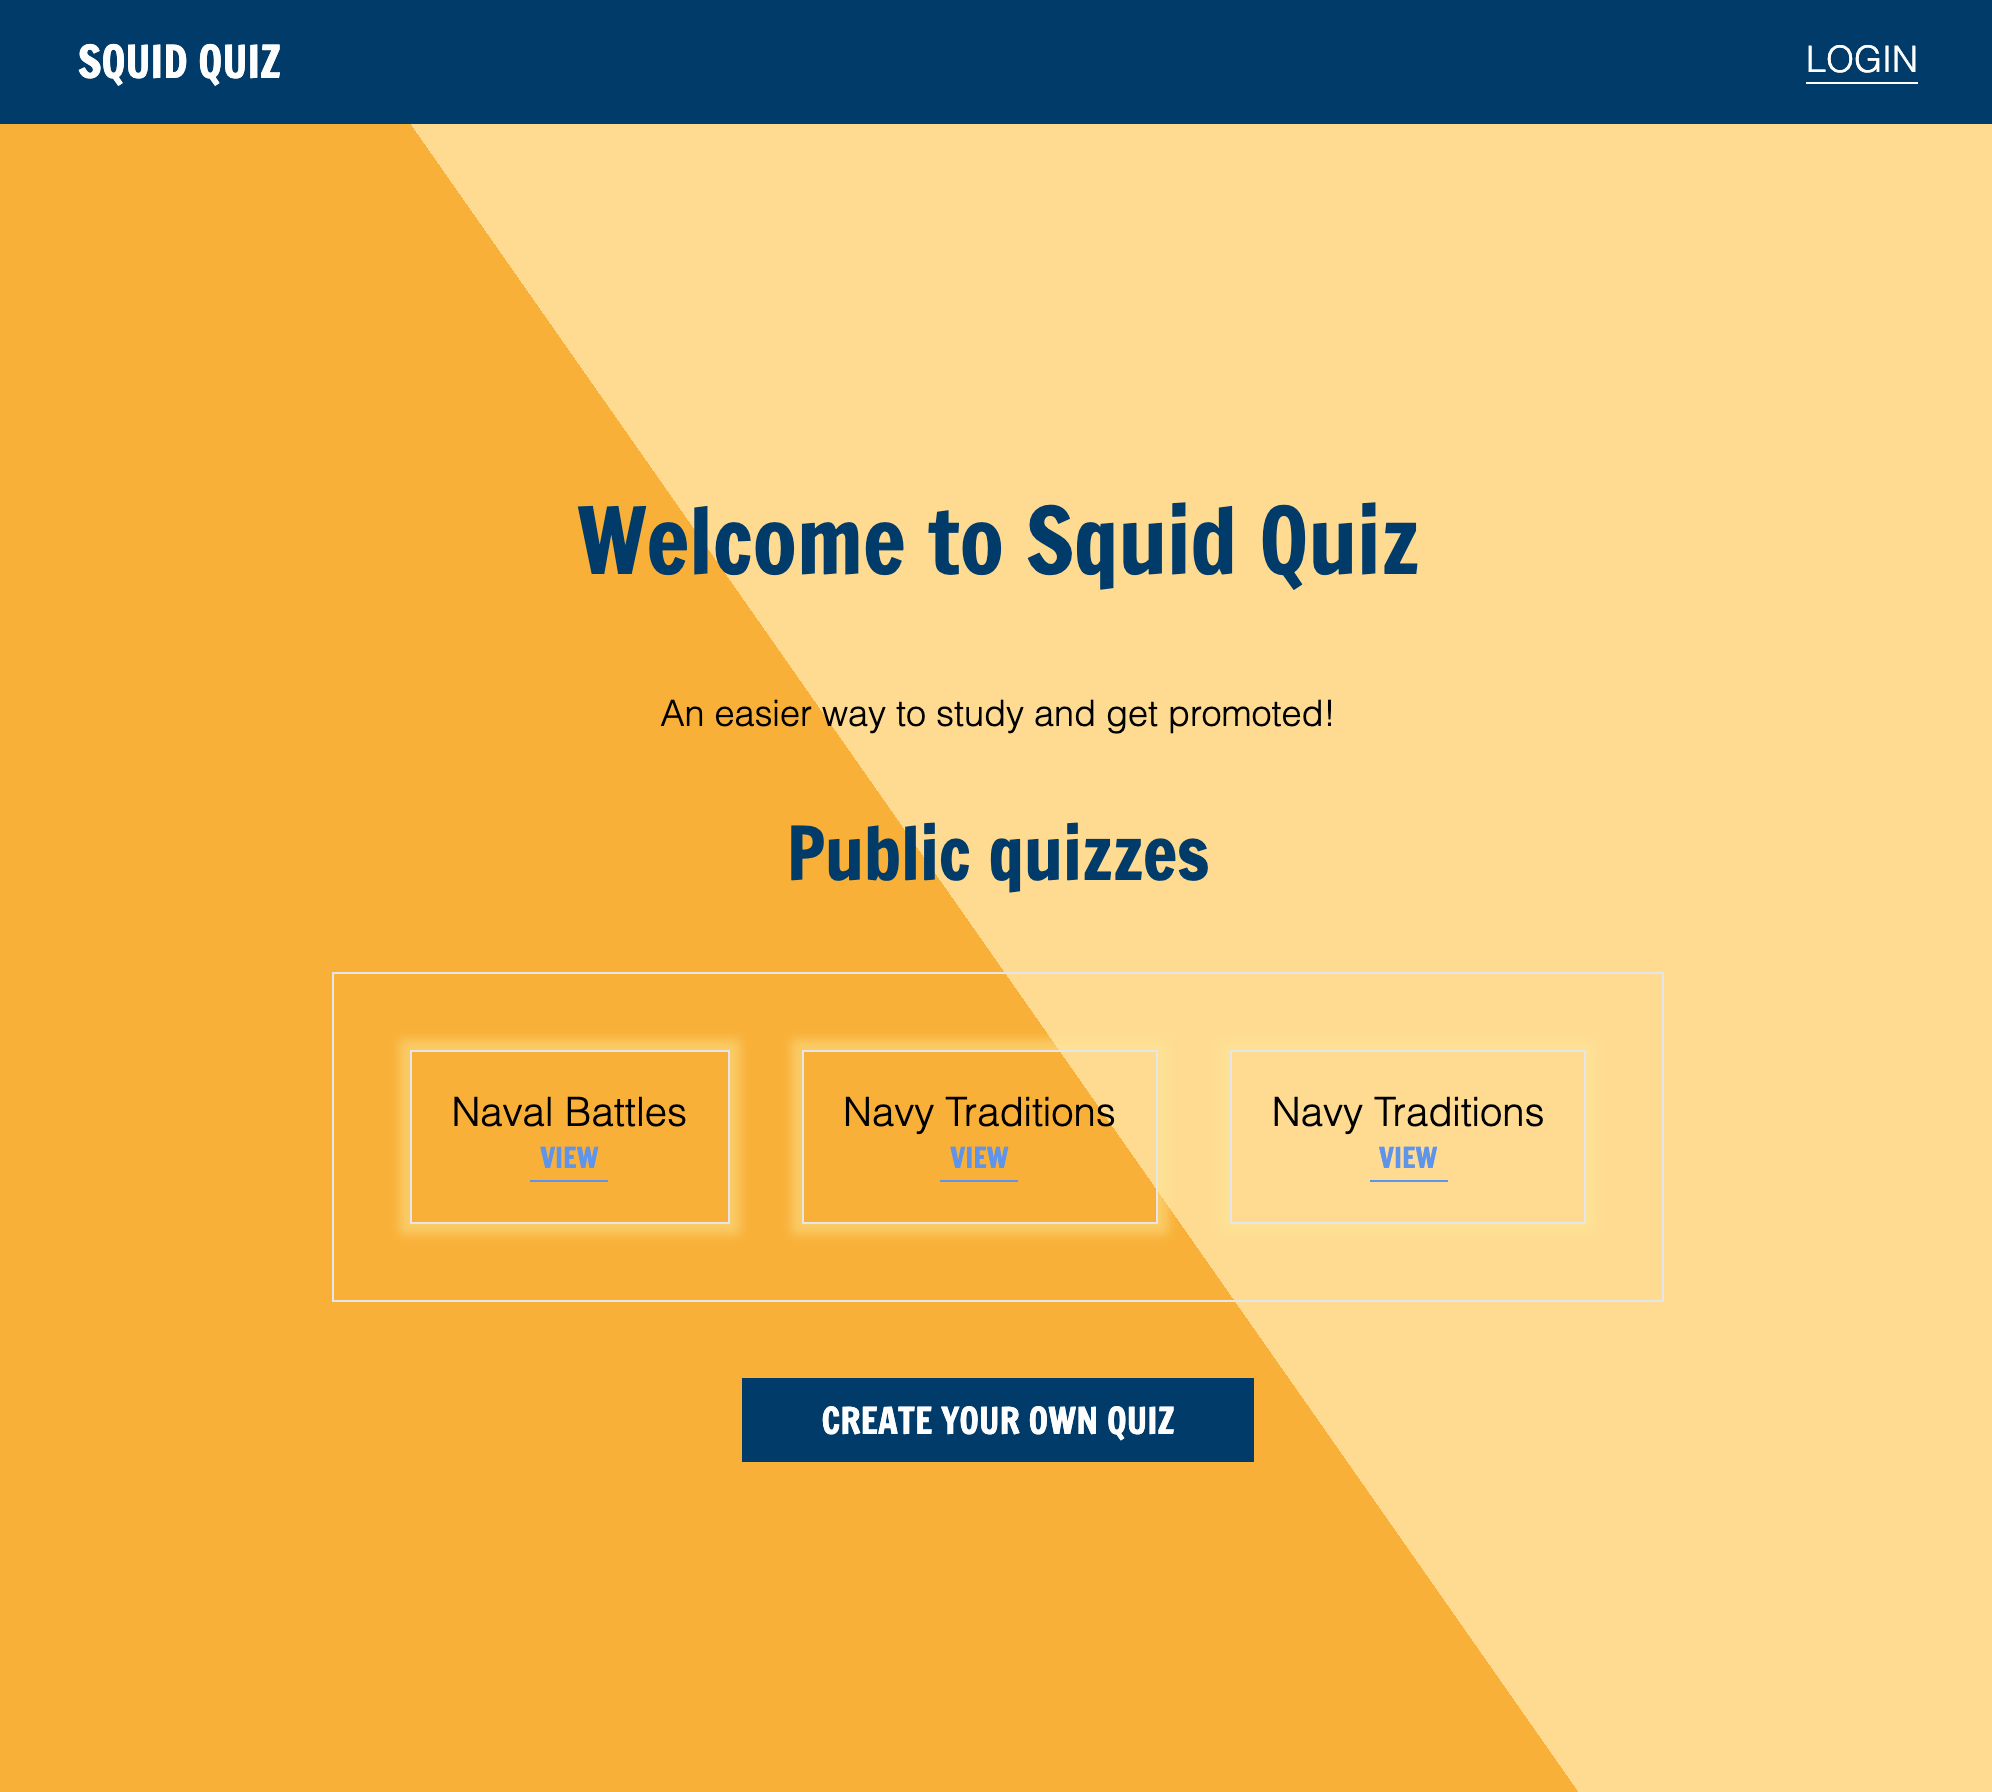 SQUID QUIZ
LOGIN
Welcome to Squid Quiz
An easier way to study and get promoted!
Public quizzes
Naval Battles
VIEW
Navy Traditions
VIEW
Navy Traditions
VIEW
CREATE YOUR OWN QUIZ